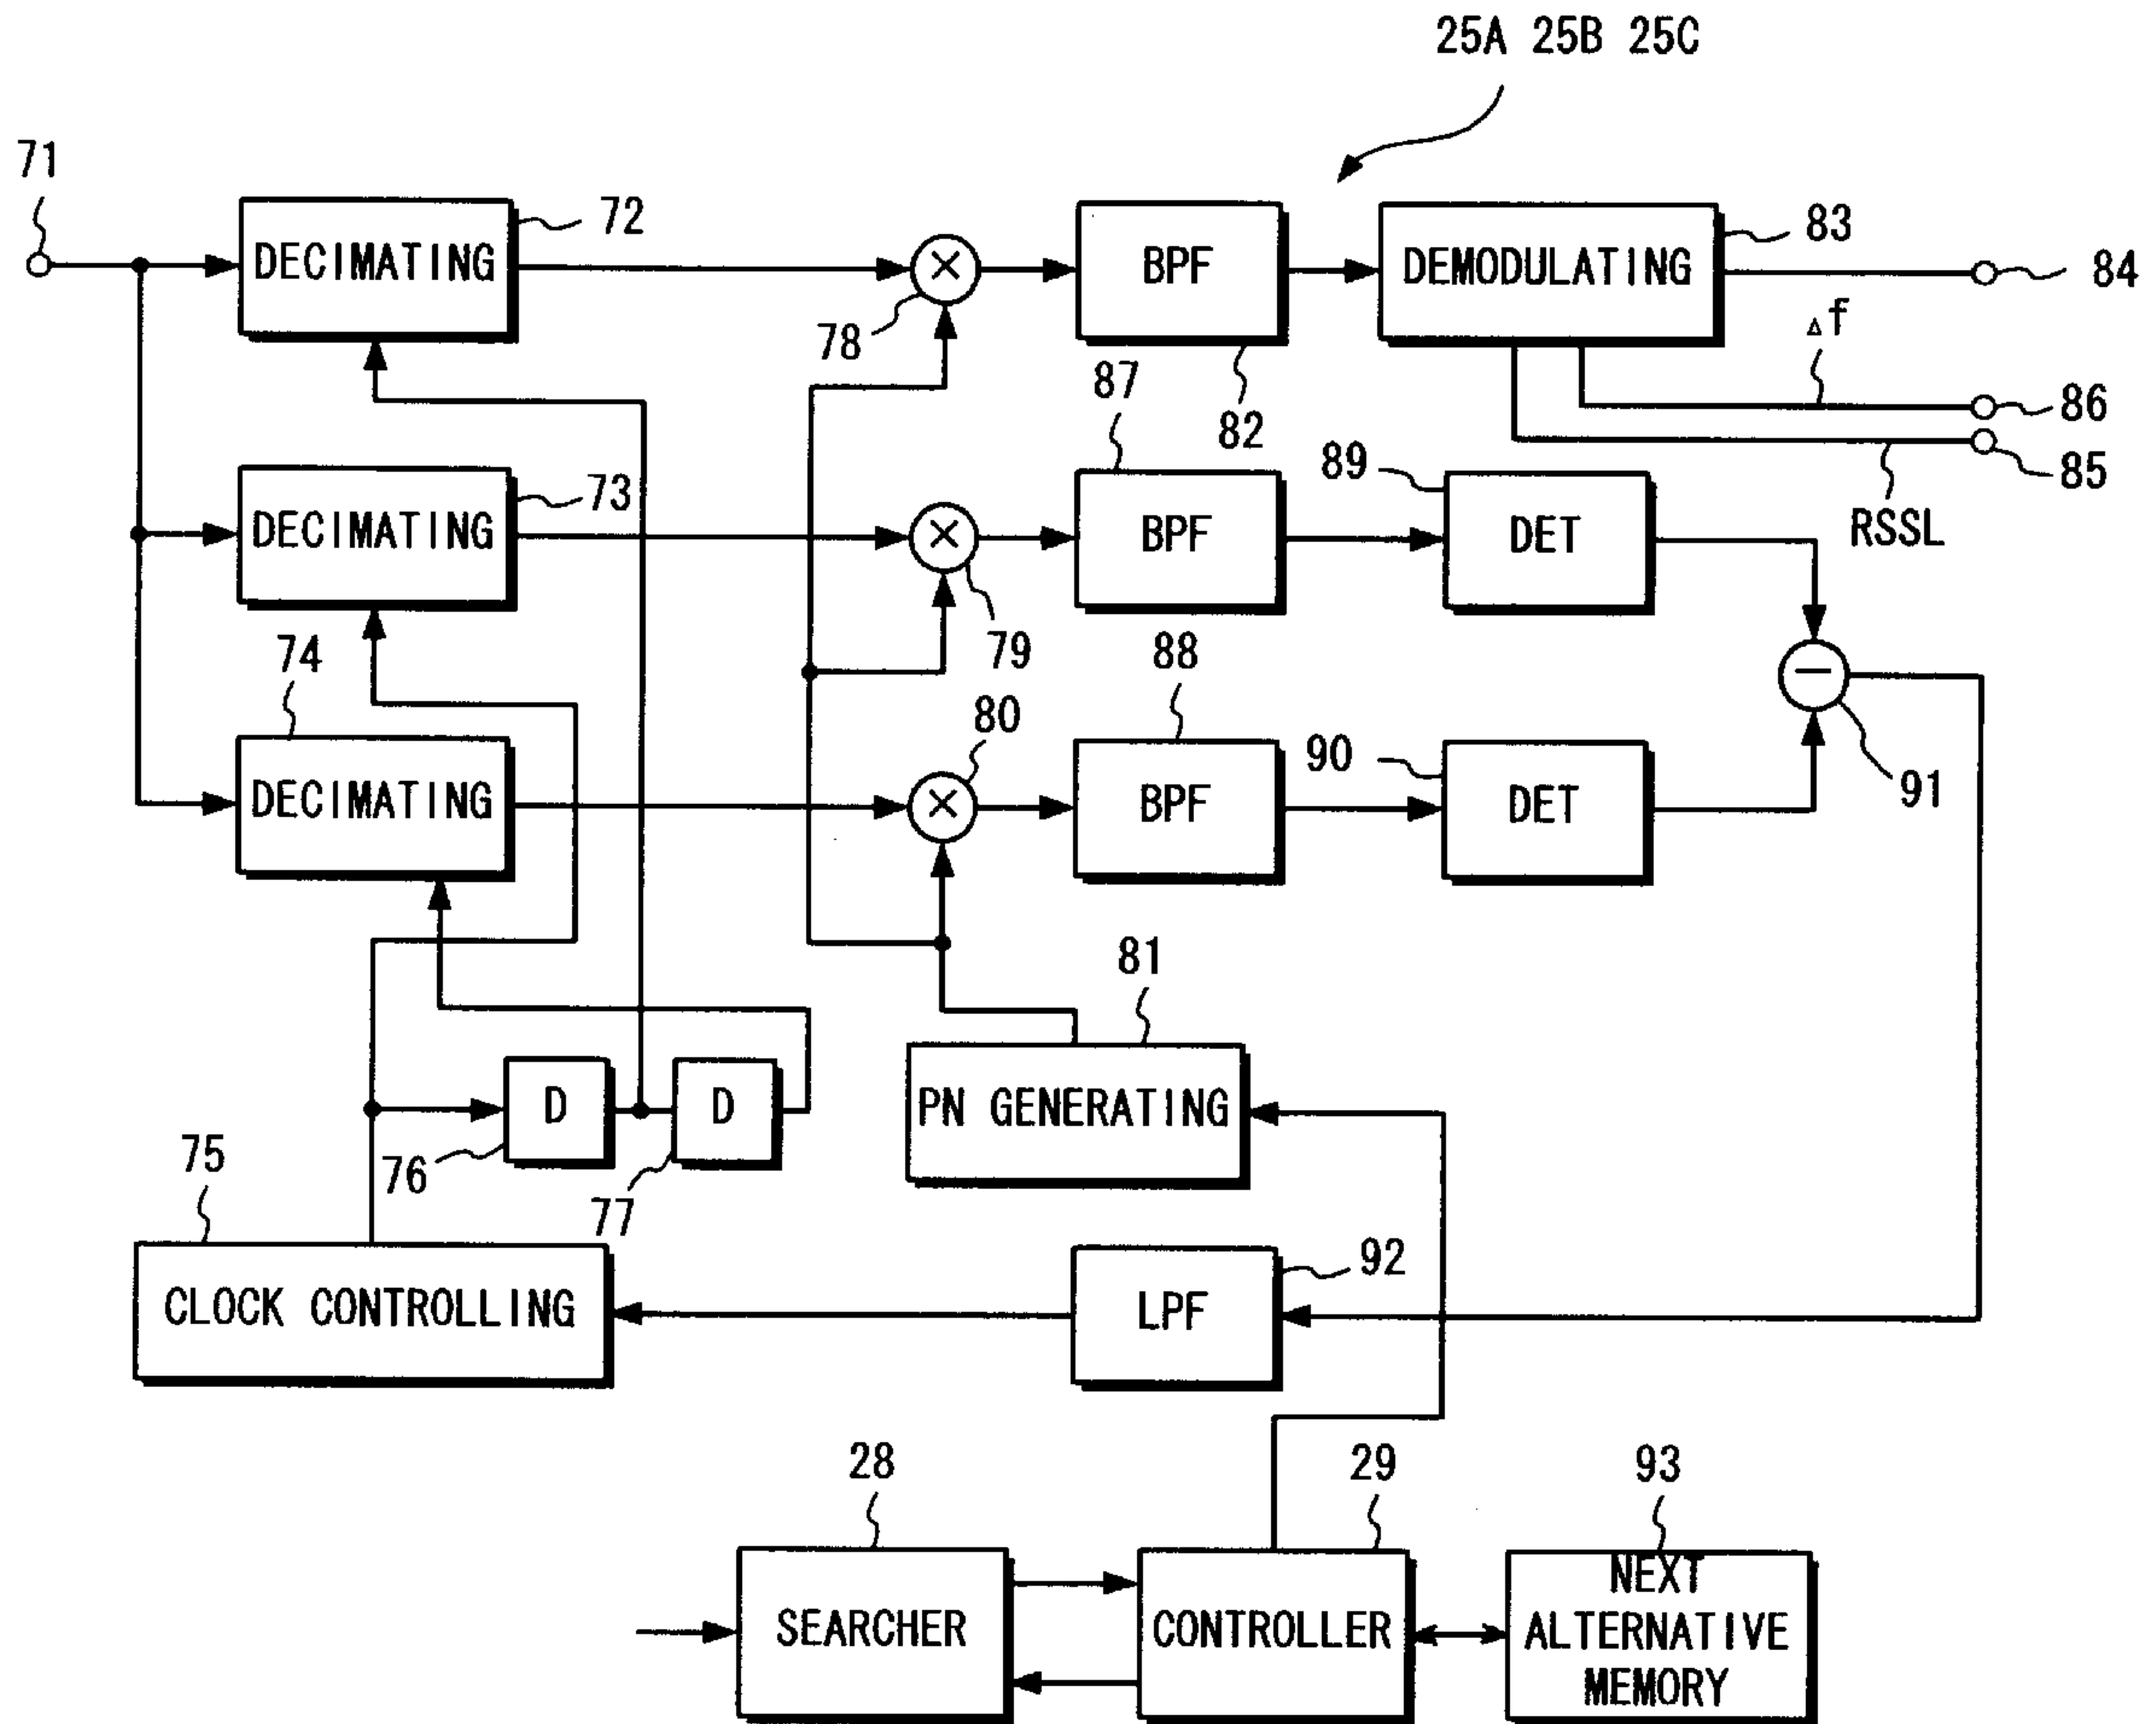 25A 25B 25C
71
72
DECIMATING
78
BPF
82
DEMODULATING
83
84
Δf
86
85
RSSL
73
DECIMATING
79
87
BPF
89
DET
74
DECIMATING
80
88
BPF
90
DET
91
81
PN GENERATING
D
76
D
77
75
CLOCK CONTROLLING
92
LPF
28
SEARCHER
29
CONTROLLER
93
NEXT
ALTERNATIVE
MEMORY